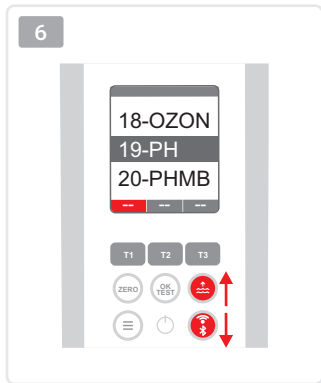 6
18-OZON
19-PH
20-PHMB
-- -- --
T1 T2 T3
ZERO OK TEST